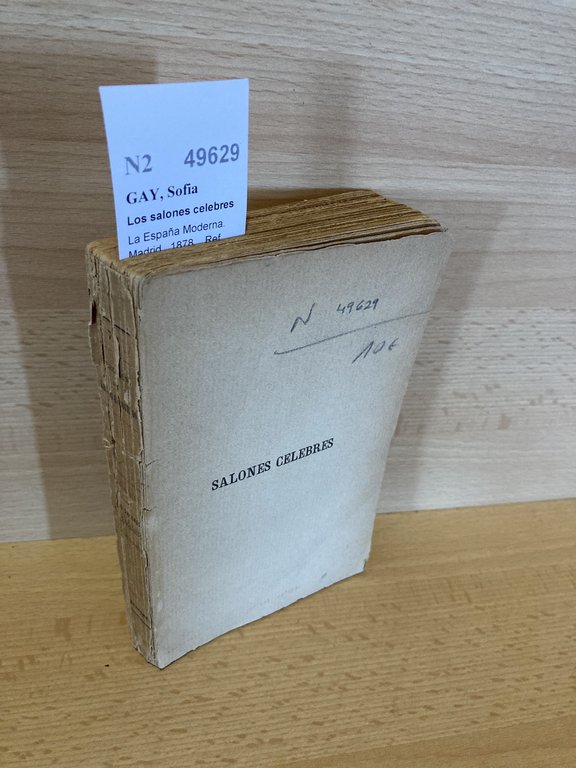 N2 49629
GAY, Sofia
Los salones celebres
La España Moderna.
Madrid 1878 Ref
N 49629
10€
SALONES CELEBRES